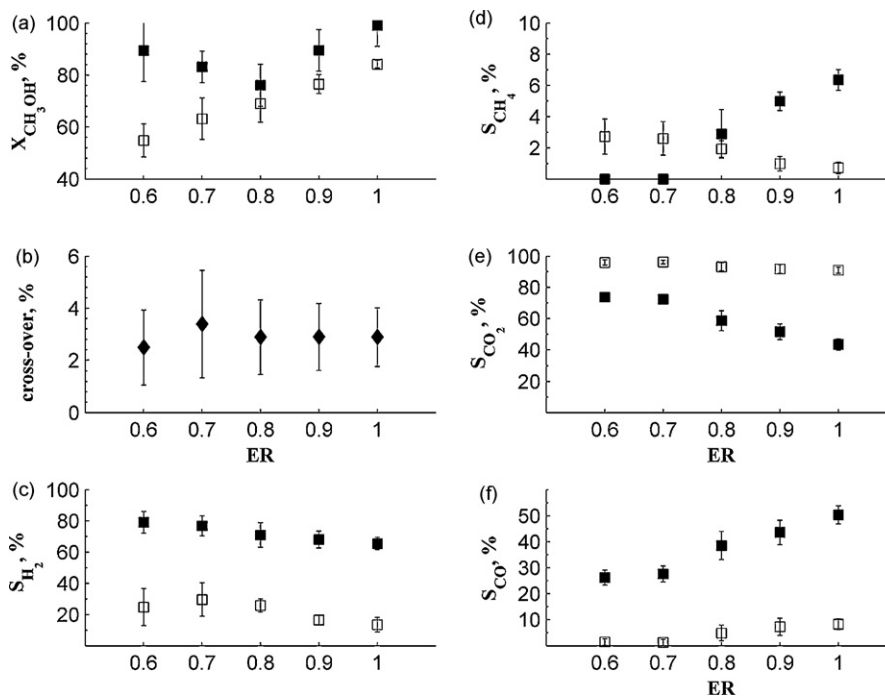 (a)
100
80
60
40
X_CH3OH, %
0.6 0.7 0.8 0.9 1
(b)
6
4
2
0
cross-over, %
0.6 0.7 0.8 0.9 1
ER
(c)
100
80
60
40
20
S_H2, %
0.6 0.7 0.8 0.9 1
ER
(d)
4
8
6
4
2
S_CH4, %
0.6 0.7 0.8 0.9 1
(e)
100
80
60
40
20
S_CO2, %
0.6 0.7 0.8 0.9 1
ER
(f)
50
40
30
20
10
S_CO, %
0.6 0.7 0.8 0.9 1
ER